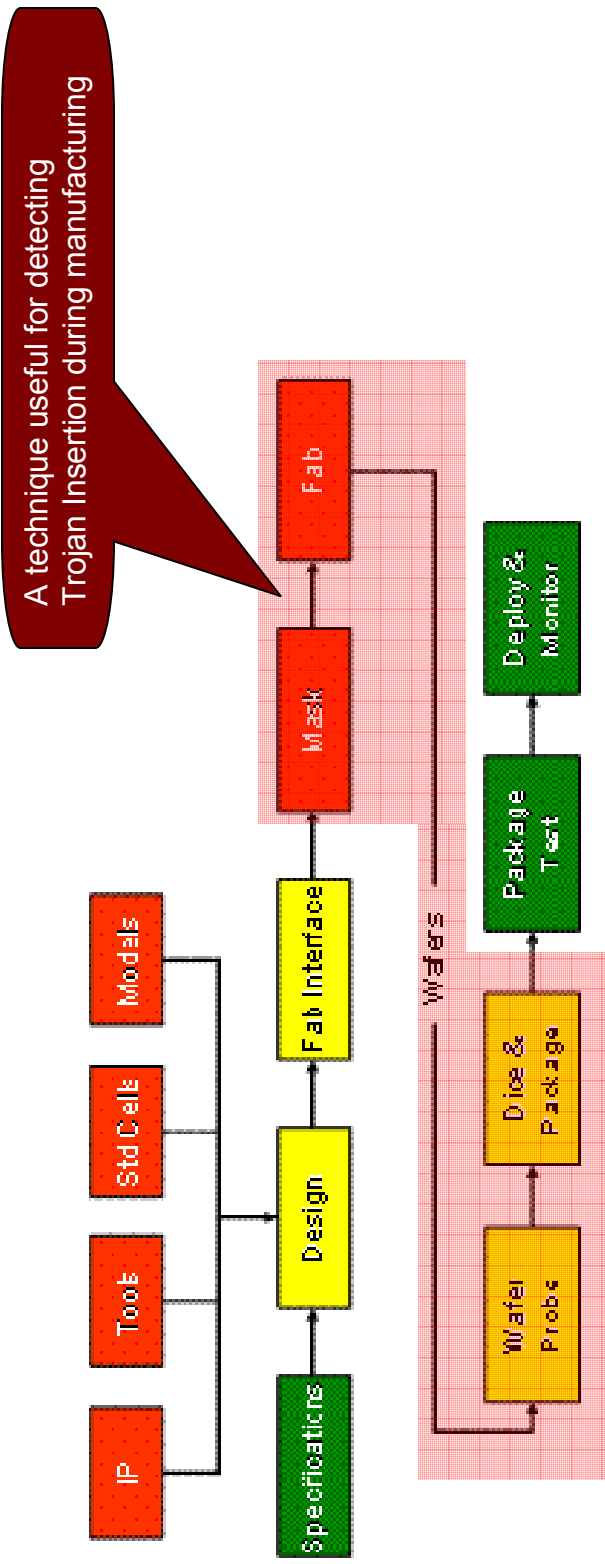 A technique useful for detecting
Trojan Insertion during manufacturing
IP
Tools
Std Cells
Models
Specifications
Design
Fab Interface
Mask
Fab
Wafers
Wafer
Probe
Dice &
Package
Package
Test
Deploy &
Monitor